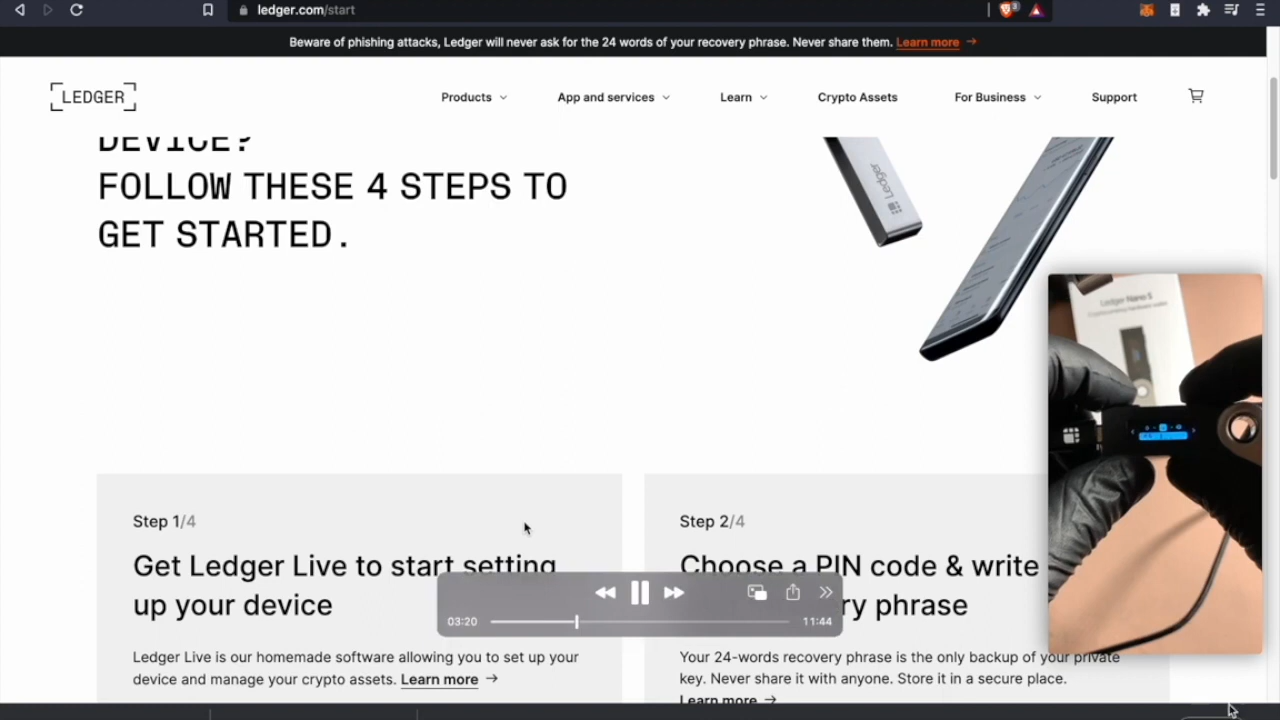 ledger.com/start
3
Beware of phishing attacks, Ledger will never ask for the 24 words of your recovery phrase. Never share them. Learn more →
LEDGER
Products
App and services
Learn
Crypto Assets
For Business
Support
DEVICE?
FOLLOW THESE 4 STEPS TO
GET STARTED.
Ledger
Ledger Nano S
Step 1/4
Get Ledger Live to start setting
up your device
Ledger Live is our homemade software allowing you to set up your
device and manage your crypto assets. Learn more →
Step 2/4
Choose a PIN code & write
ry phrase
Your 24-words recovery phrase is the only backup of your private
key. Never share it with anyone. Store it in a secure place.
Learn more →
03:20
11:44